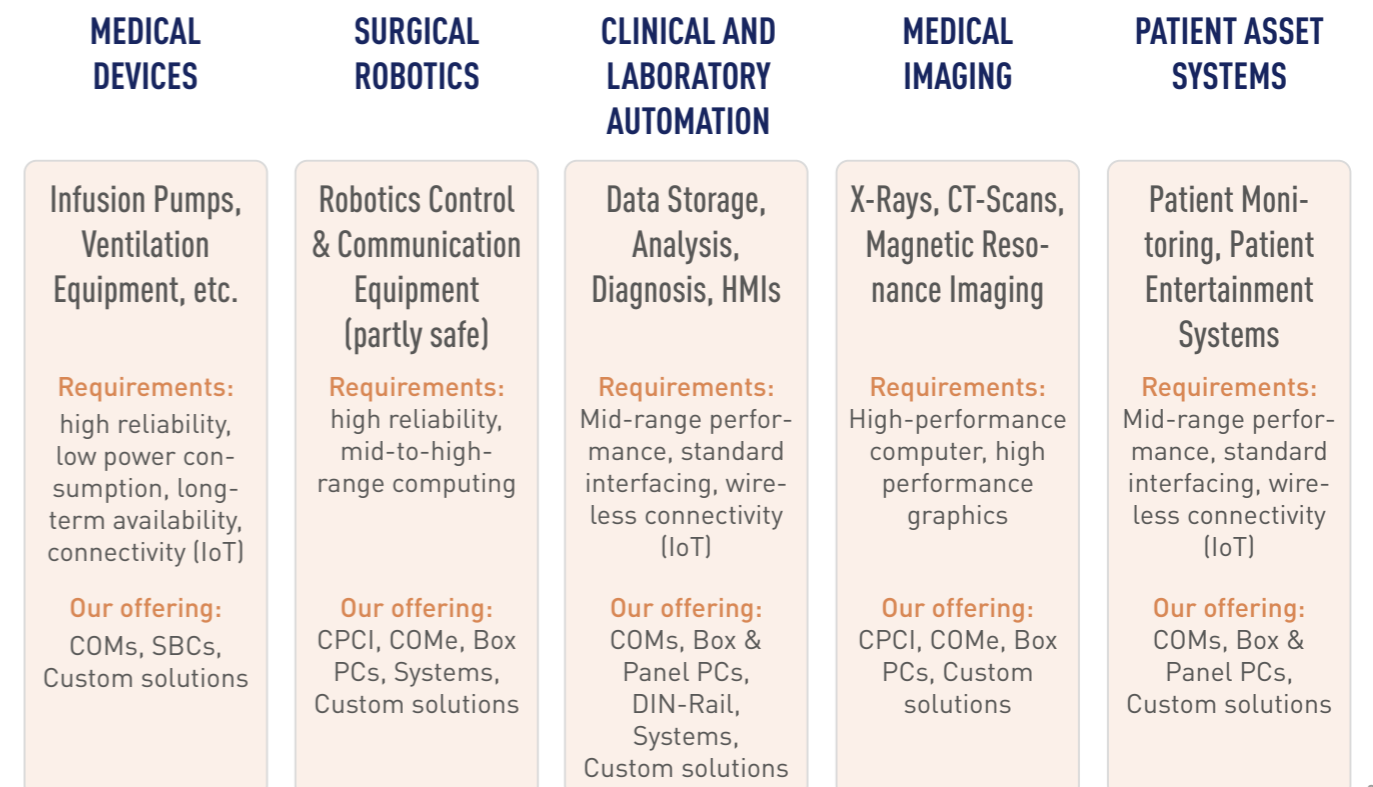 MEDICAL
DEVICES
Infusion Pumps,
Ventilation
Equipment, etc.
Requirements:
high reliability,
low power con-
sumption, long-
term availability,
connectivity (IoT)
Our offering:
COMs, SBCs,
Custom solutions
SURGICAL
ROBOTICS
Robotics Control
& Communication
Equipment
(partly safe)
Requirements:
high reliability,
mid-to-high-
range computing
Our offering:
CPCI, COMe, Box
PCs, Systems,
Custom solutions
CLINICAL AND
LABORATORY
AUTOMATION
Data Storage,
Analysis,
Diagnosis, HMIs
Requirements:
Mid-range perfor-
mance, standard
interfacing, wire-
less connectivity
(IoT)
Our offering:
COMs, Box &
Panel PCs,
DIN-Rail,
Systems,
Custom solutions
MEDICAL
IMAGING
X-Rays, CT-Scans,
Magnetic Reso-
nance Imaging
Requirements:
High-performance
computer, high
performance
graphics
Our offering:
CPCI, COMe, Box
PCs, Custom
solutions
PATIENT ASSET
SYSTEMS
Patient Moni-
toring, Patient
Entertainment
Systems
Requirements:
Mid-range perfor-
mance, standard
interfacing, wire-
less connectivity
(IoT)
Our offering:
COMs, Box &
Panel PCs,
Custom solutions